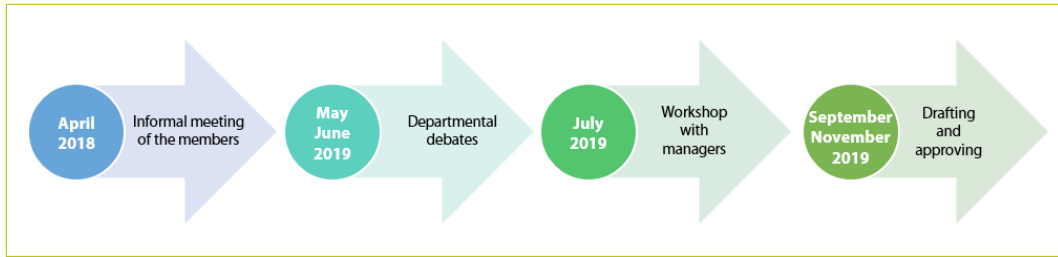 April
2018
Informal meeting
of the members
May
June
2019
Departmental
debates
July
2019
Workshop
with
managers
September
November
2019
Drafting
and
approving